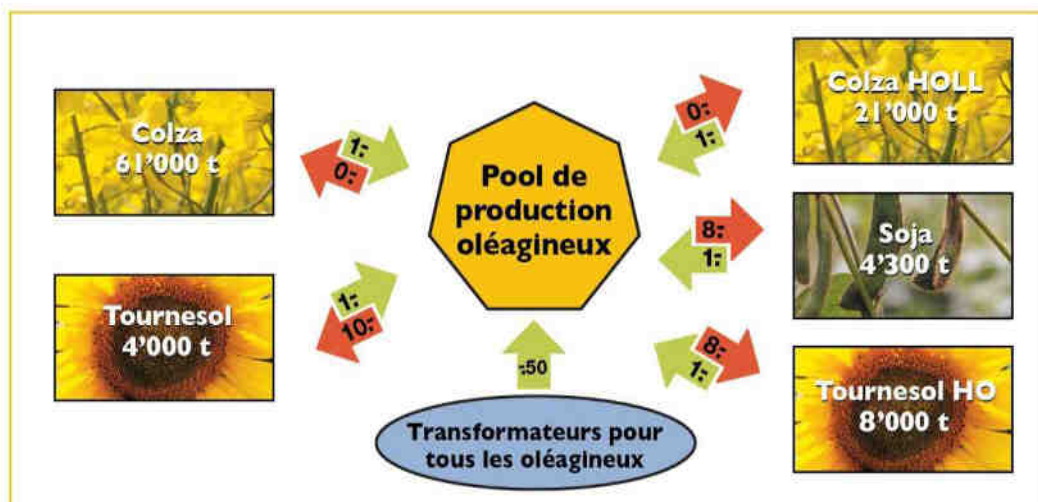 Colza
61'000 t
1.-
0.-
Tournesol
4'000 t
1.-
10.-
Pool de
production
oléagineux
-.50
Transformateurs pour
tous les oléagineux
Colza HOLL
21'000 t
0.-
1.-
Soja
4'300 t
8.-
1.-
Tournesol HO
8'000 t
8.-
1.-